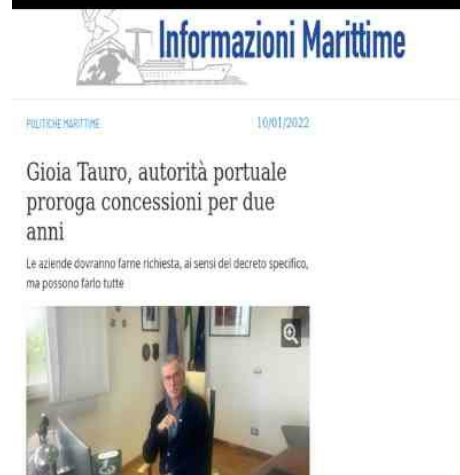 Informazioni Marittime
POLITICHE MARITTIME
10/01/2022
Gioia Tauro, autorità portuale
proroga concessioni per due
anni
Le aziende dovranno farne richiesta, ai sensi del decreto specifico,
ma possono farlo tutte